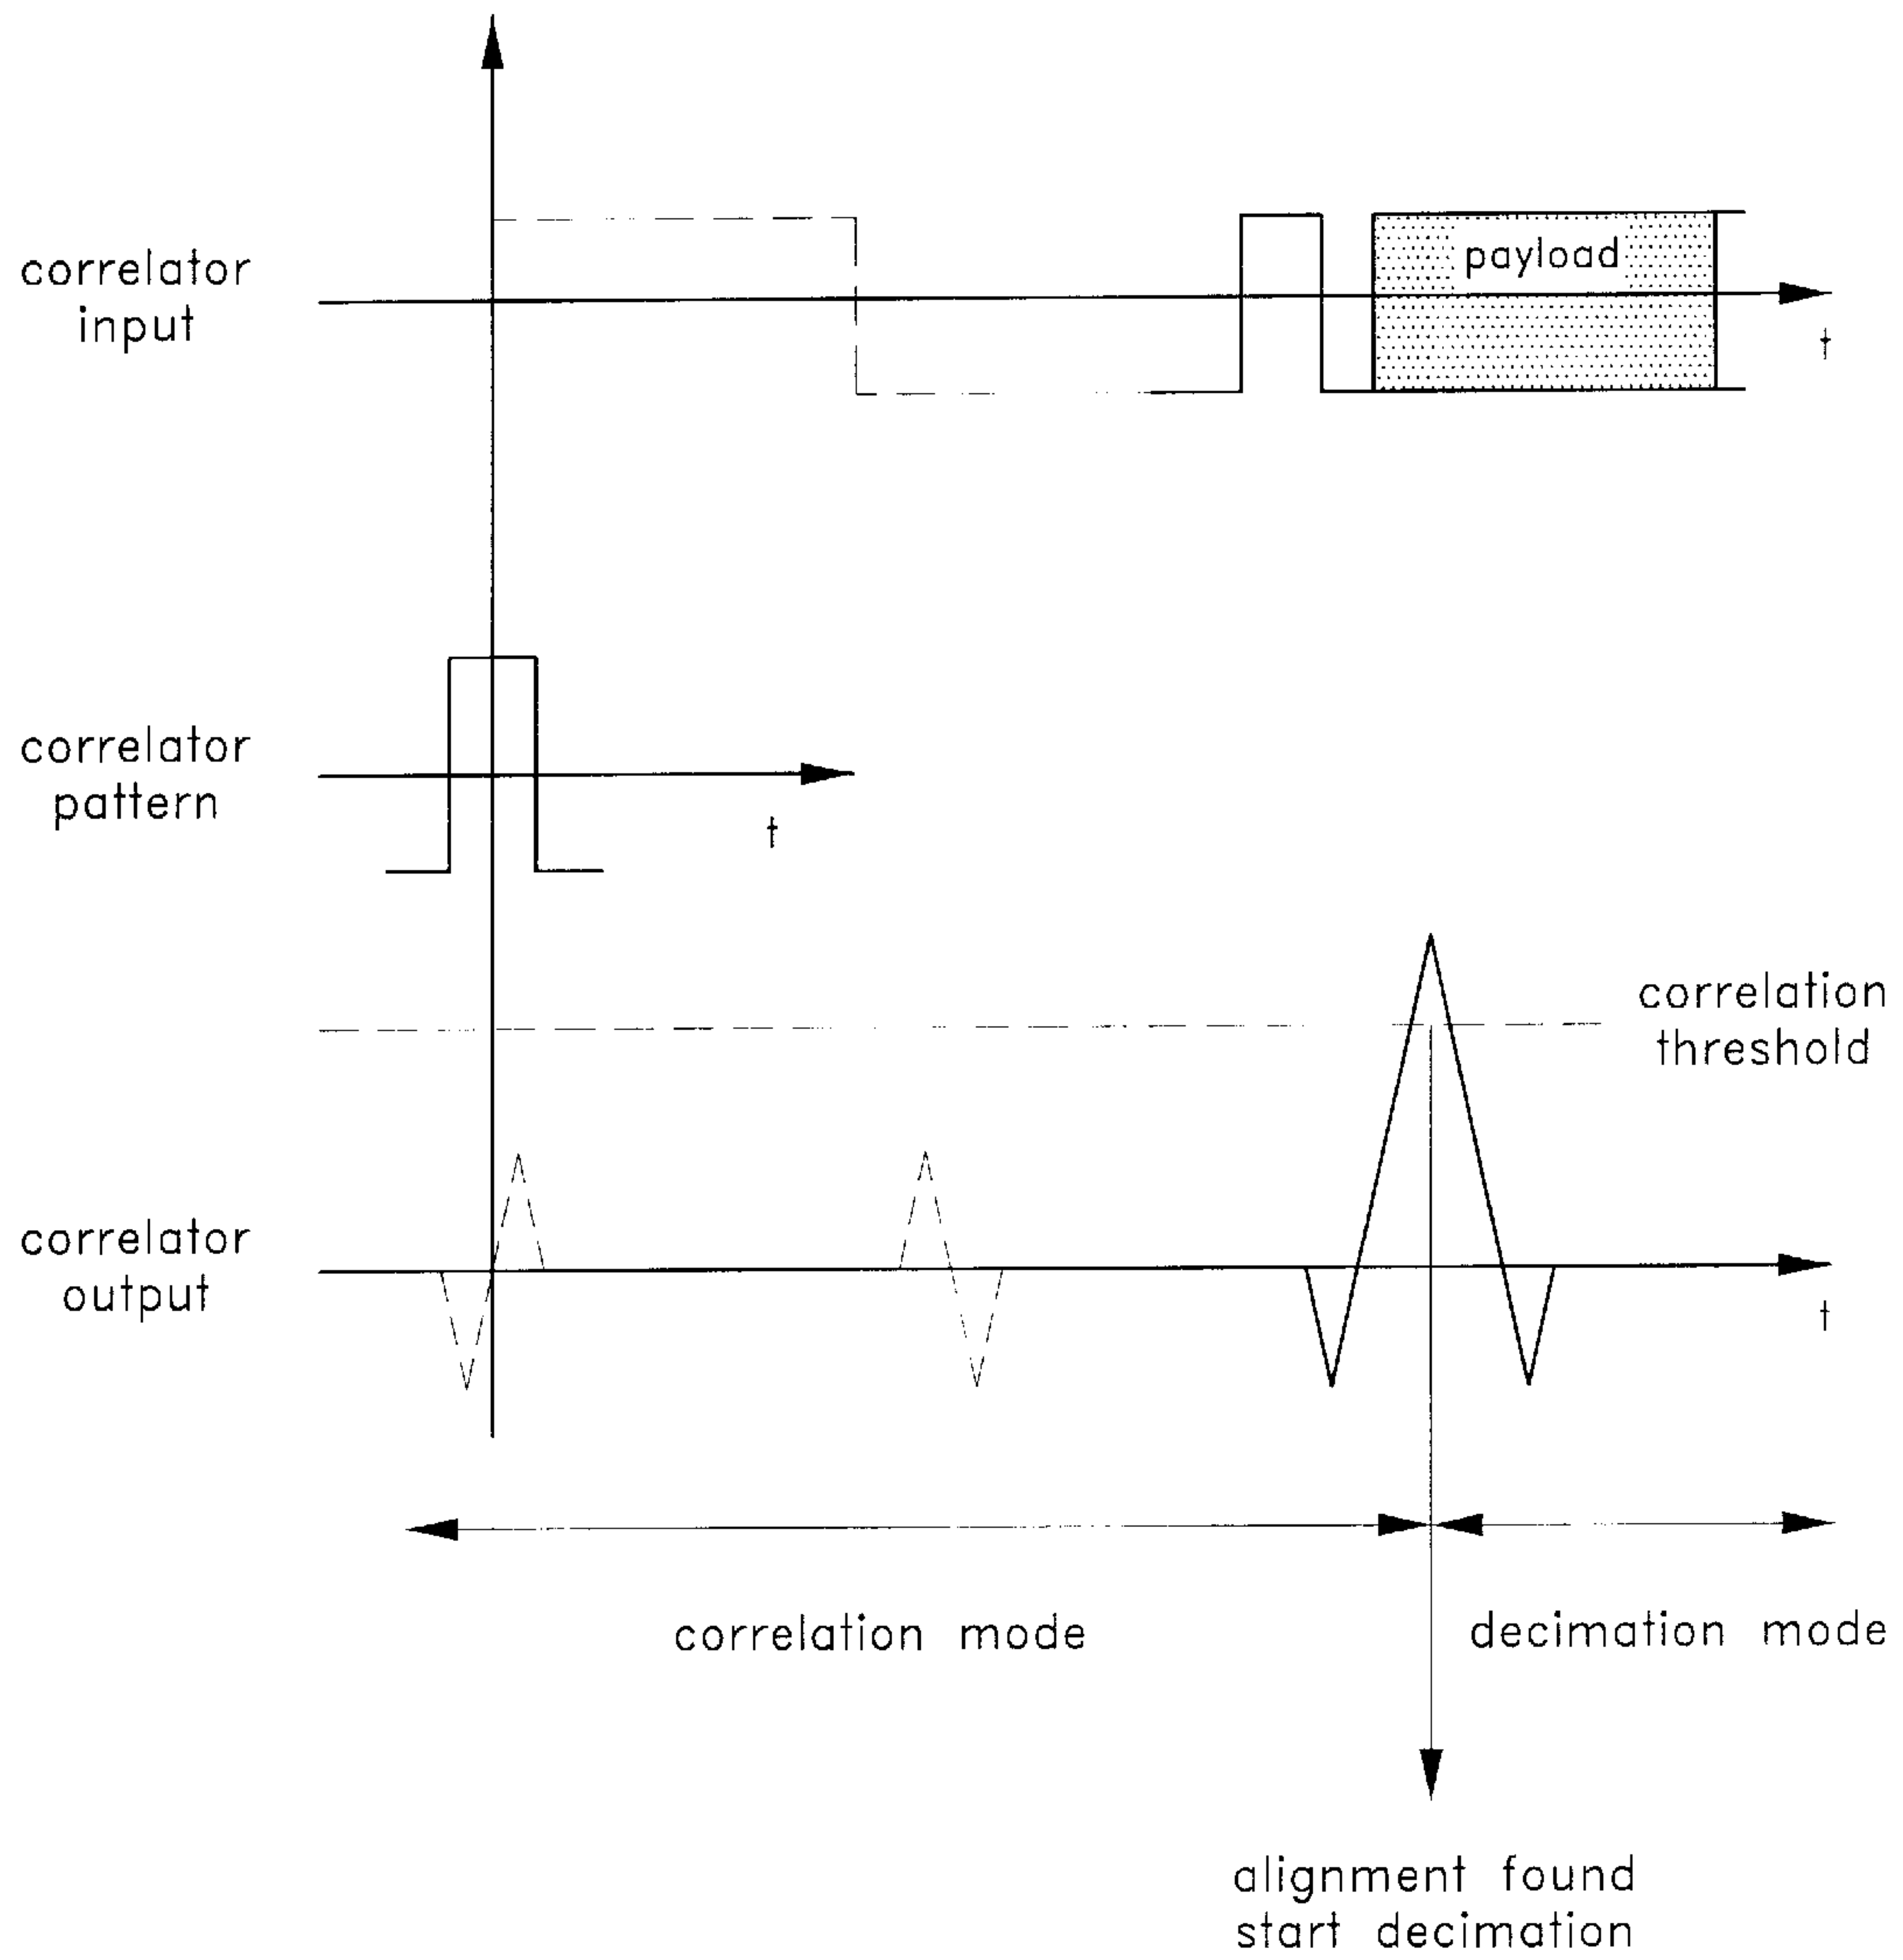 correlator
input
payload
t
correlator
pattern
t
correlation
threshold
correlator
output
t
correlation mode
decimation mode
alignment found
start decimation